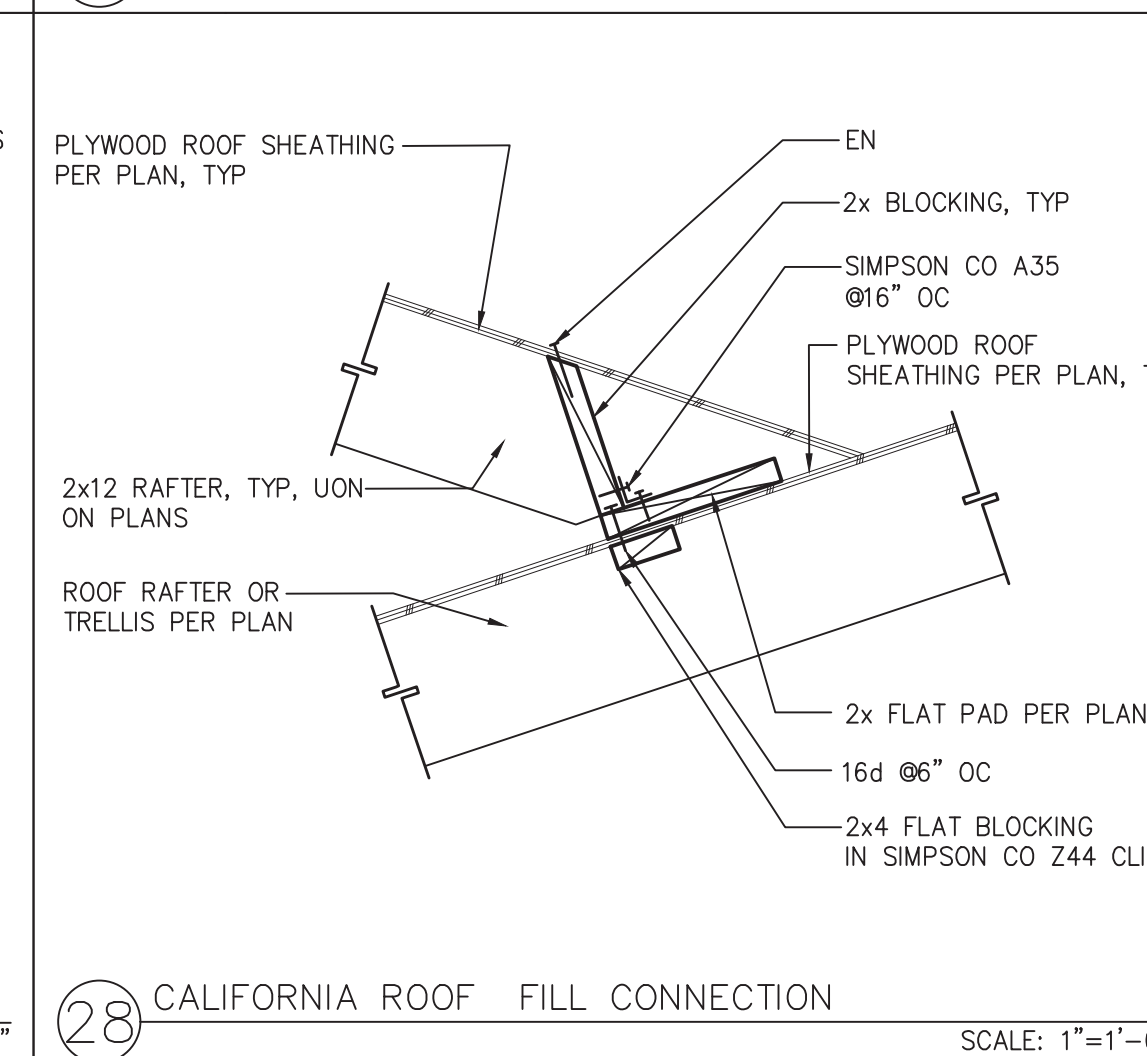 PLYWOOD ROOF SHEATHING
PER PLAN, TYP
EN
2x BLOCKING, TYP
SIMPSON CO A35
@16" OC
PLYWOOD ROOF
SHEATHING PER PLAN,
2x12 RAFTER, TYP, UON
ON PLANS
ROOF RAFTER OR
TRELLIS PER PLAN
2x FLAT PAD PER PLAN
16d @6" OC
2x4 FLAT BLOCKING
IN SIMPSON CO Z44
28
CALIFORNIA ROOF FILL CONNECTION
SCALE: